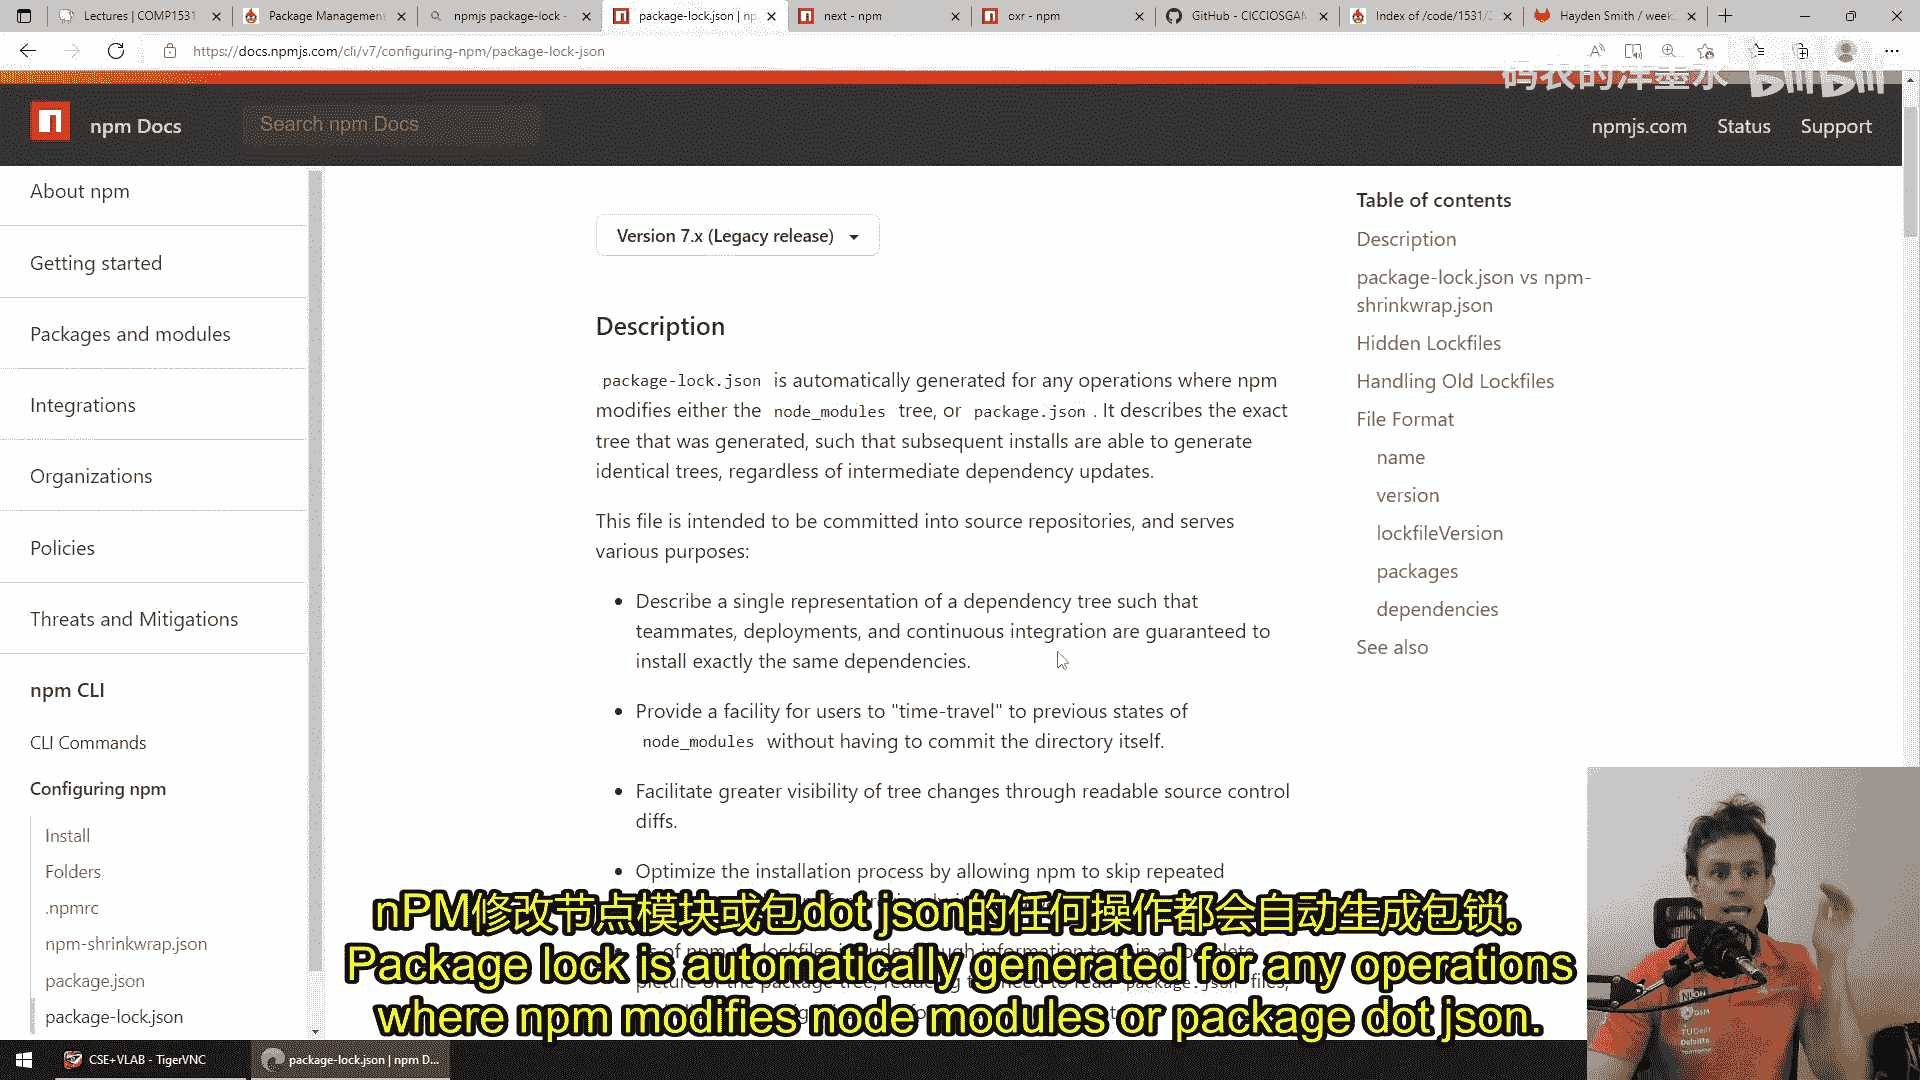 Lectures | COMP1531
Package Management
npmjs package-lock -
package-lock.json | np
next - npm
oxr - npm
GitHub - CICCIOSGAM
Index of /code/1531/2
Hayden Smith / week
https://docs.npmjs.com/cli/v7/configuring-npm/package-lock-json
码农的洋墨水 bilibili
npm Docs
Search npm Docs
npmjs.com
Status
Support
About npm
Getting started
Packages and modules
Integrations
Organizations
Policies
Threats and Mitigations
npm CLI
CLI Commands
Configuring npm
Install
Folders
.npmrc
npm-shrinkwrap.json
package.json
package-lock.json
Version 7.x (Legacy release)
Description
package-lock.json is automatically generated for any operations where npm
modifies either the node_modules tree, or package.json. It describes the exact
tree that was generated, such that subsequent installs are able to generate
identical trees, regardless of intermediate dependency updates.
This file is intended to be committed into source repositories, and serves
various purposes:
• Describe a single representation of a dependency tree such that
teammates, deployments, and continuous integration are guaranteed to
install exactly the same dependencies.
• Provide a facility for users to "time-travel" to previous states of
node_modules without having to commit the directory itself.
• Facilitate greater visibility of tree changes through readable source control
diffs.
• Optimize the installation process by allowing npm to skip repeated
Table of contents
Description
package-lock.json vs npm-
shrinkwrap.json
Hidden Lockfiles
Handling Old Lockfiles
File Format
name
version
lockfileVersion
packages
dependencies
See also
nPM修改节点模块或包dot json的任何操作都会自动生成包锁。
Package lock is automatically generated for any operations
where npm modifies node modules or package dot json.
CSE+VLAB - TigerVNC
package-lock.json | npm D...